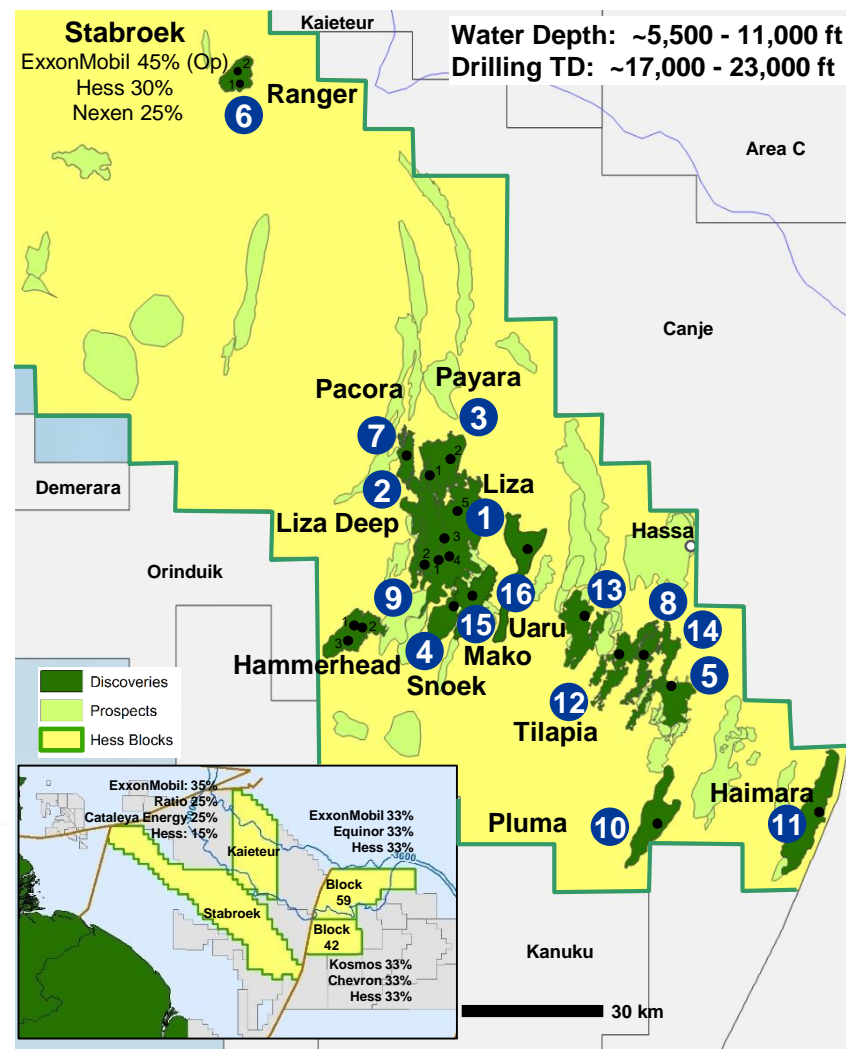 Kaieteur
Stabroek
ExxonMobil 45% (Op)
Hess 30%
Nexen 25%
Water Depth: ~5,500 - 11,000 ft
Drilling TD: ~17,000 - 23,000 ft
2
1
Ranger
6
Area C
Canje
Pacora
Payara
3
7
2
1
2
Liza
Liza Deep
5
1
3
2
1
4
Hassa
Demerara
Orinduik
9
16
13
8
Uaru
15
14
1
2
3
4
Mako
Hammerhead
Snoek
5
12
Tilapia
Discoveries
Prospects
Hess Blocks
Haimara
Pluma
10
11
ExxonMobil: 35%
Ratio 25%
Cataleya Energy 25%
Hess: 15%
ExxonMobil 33%
Equinor 33%
Hess 33%
Kaieteur
3600
Block
59
Stabroek
Block
42
Kosmos 33%
Chevron 33%
Hess 33%
Kanuku
30 km